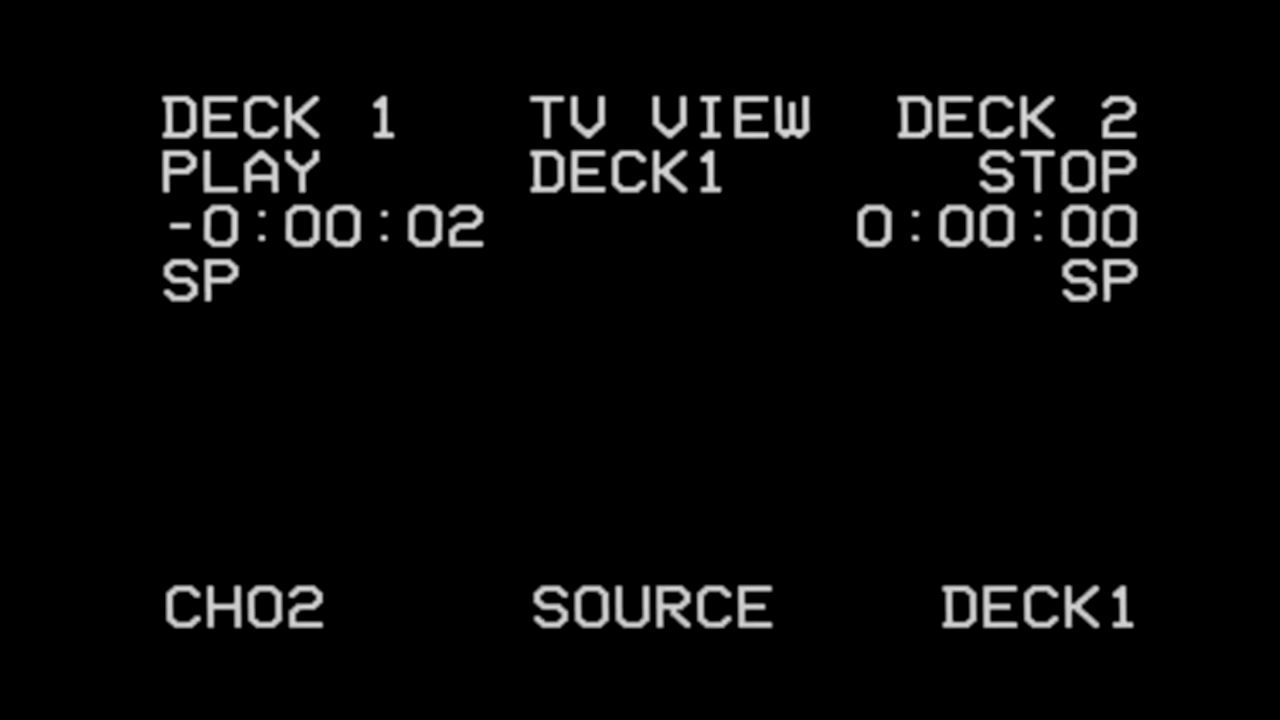 DECK 1 TV VIEW DECK 2
PLAY DECK1 STOP
-0:00:02 0:00:00
SP SP
CH02 SOURCE DECK1